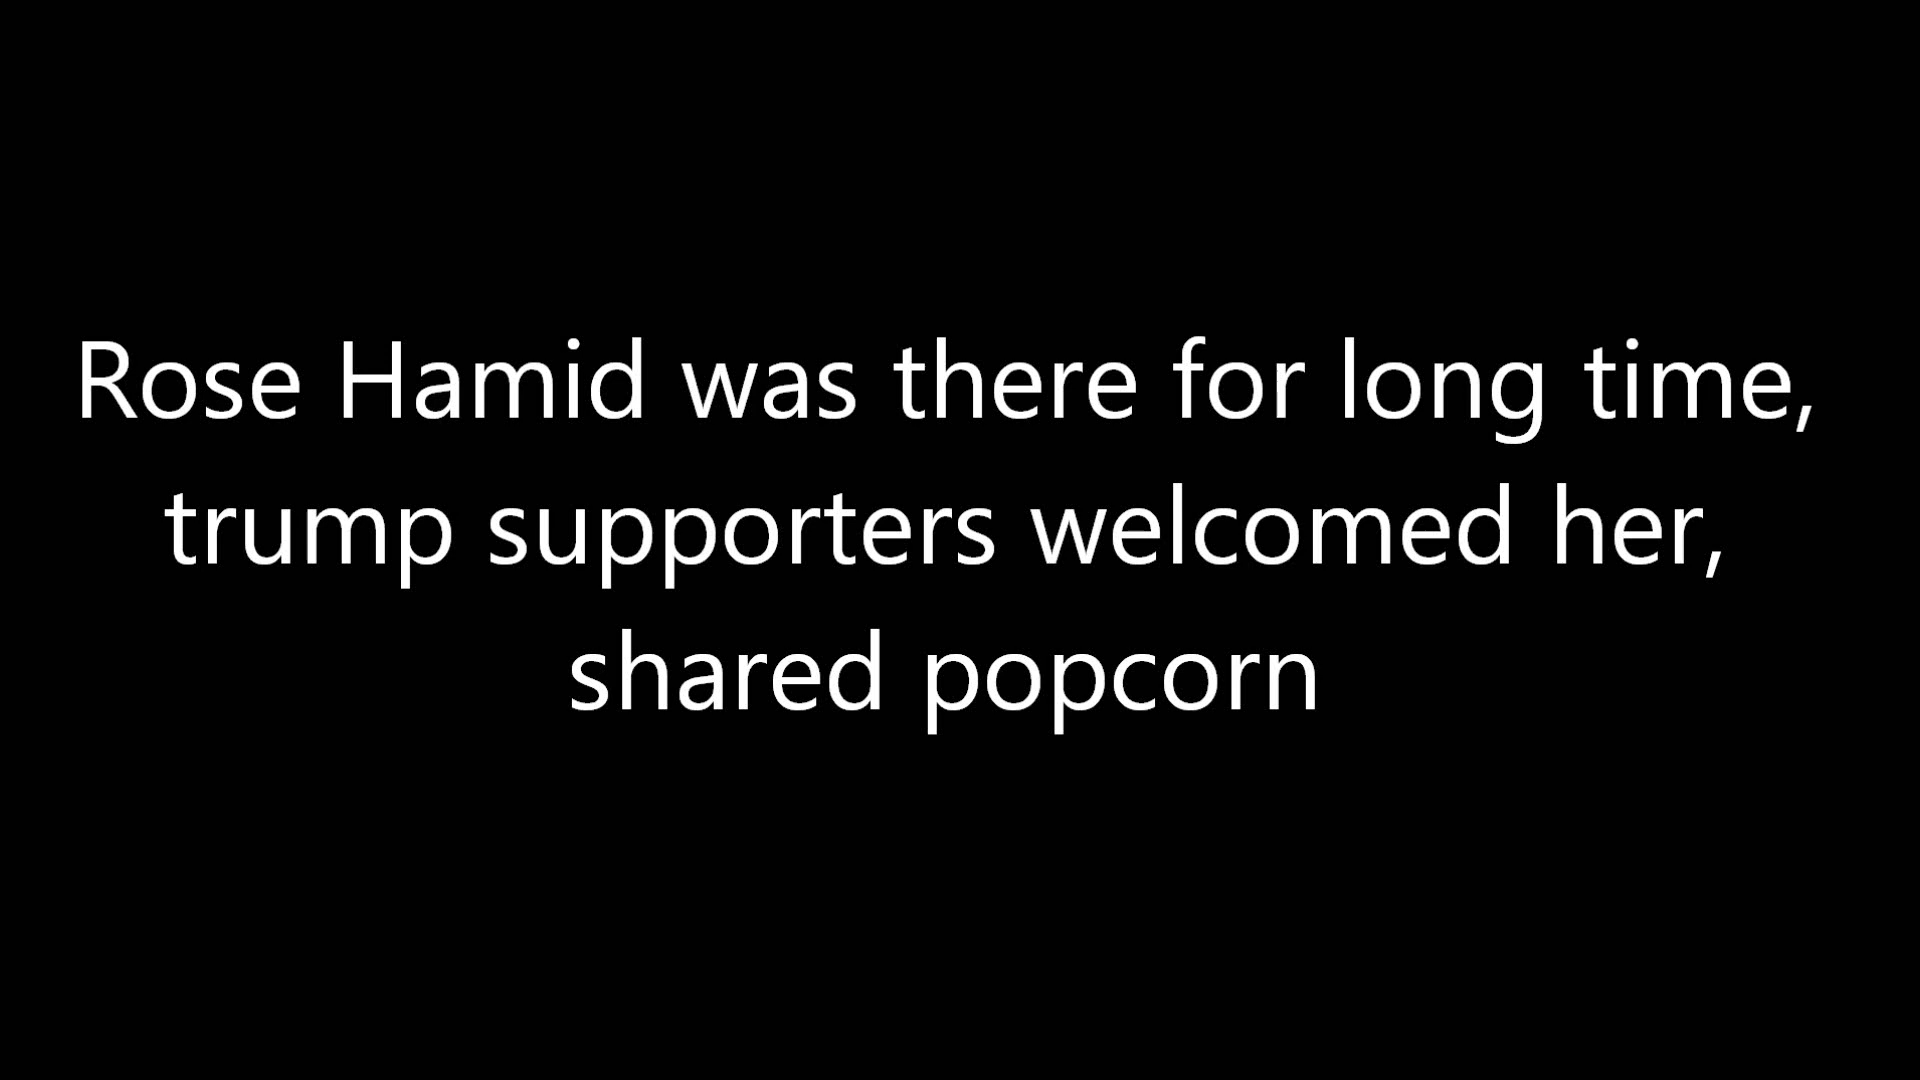 Rose Hamid was there for long time,
trump supporters welcomed her,
shared popcorn